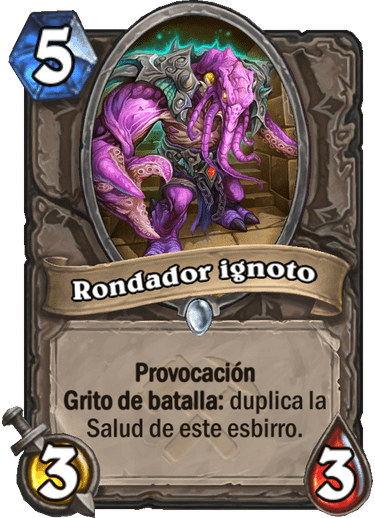 5
Rondador ignoto
Provocación
Grito de batalla: duplica la
Salud de este esbirro.
3 3